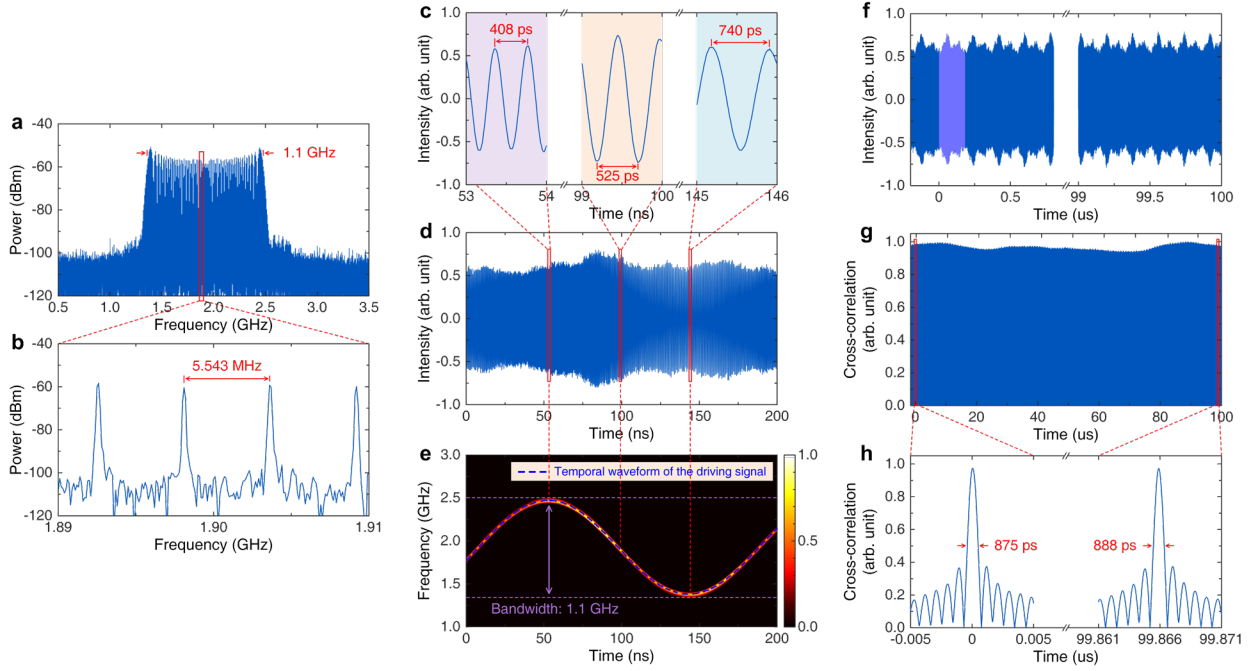 a
-40
-60
-80
-100
-120
Power (dBm)
1.1 GHz
0.5 1.0 1.5 2.0 2.5 3.0 3.5
Frequency (GHz)
b
-40
-60
-80
-100
-120
Power (dBm)
5.543 MHz
1.89 1.90 1.91
Frequency (GHz)
c
1.0
0.5
0.0
-0.5
-1.0
Intensity (arb. unit)
408 ps
525 ps
740 ps
53 54 99 100 145 146
Time (ns)
d
1.0
0.5
0.0
-0.5
-1.0
Intensity (arb. unit)
0 50 100 150 200
Time (ns)
e
3.0
2.5
2.0
1.5
1.0
Frequency (GHz)
Temporal waveform of the driving signal
Bandwidth: 1.1 GHz
1.0
0.5
0.0
0 50 100 150 200
Time (ns)
f
1.0
0.5
0.0
-0.5
-1.0
Intensity (arb. unit)
0 0.5 99 99.5 100
Time (us)
g
1.0
0.8
0.6
0.4
0.2
0.0
Cross-correlation
(arb. unit)
0 20 40 60 80 100
Time (us)
h
1.0
0.8
0.6
0.4
0.2
0.0
Cross-correlation
(arb. unit)
875 ps
888 ps
-0.005 0 0.005 99.861 99.866 99.871
Time (us)